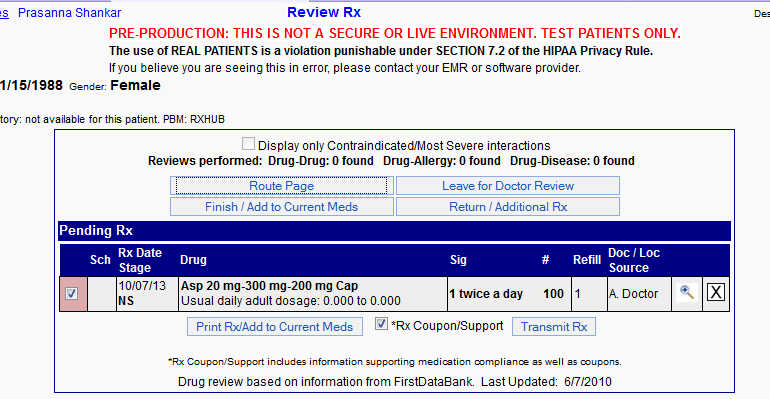 es Prasanna Shankar Review Rx Des
PRE-PRODUCTION: THIS IS NOT A SECURE OR LIVE ENVIRONMENT. TEST PATIENTS ONLY.
The use of REAL PATIENTS is a violation punishable under SECTION 7.2 of the HIPAA Privacy Rule.
If you believe you are seeing this in error, please contact your EMR or software provider.
1/15/1988 Gender: Female
tory: not available for this patient. PBM: RXHUB
Display only Contraindicated/Most Severe interactions
Reviews performed: Drug-Drug: 0 found Drug-Allergy: 0 found Drug-Disease: 0 found
Route Page Leave for Doctor Review
Finish / Add to Current Meds Return / Additional Rx
Pending Rx
Sch Rx Date Stage Drug Sig # Refill Doc / Loc Source
10/07/13 NS Asp 20 mg-300 mg-200 mg Cap 1 twice a day 100 1 A. Doctor X
Usual daily adult dosage: 0.000 to 0.000
Print Rx/Add to Current Meds *Rx Coupon/Support Transmit Rx
*Rx Coupon/Support includes information supporting medication compliance as well as coupons.
Drug review based on information from FirstDataBank. Last Updated: 6/7/2010